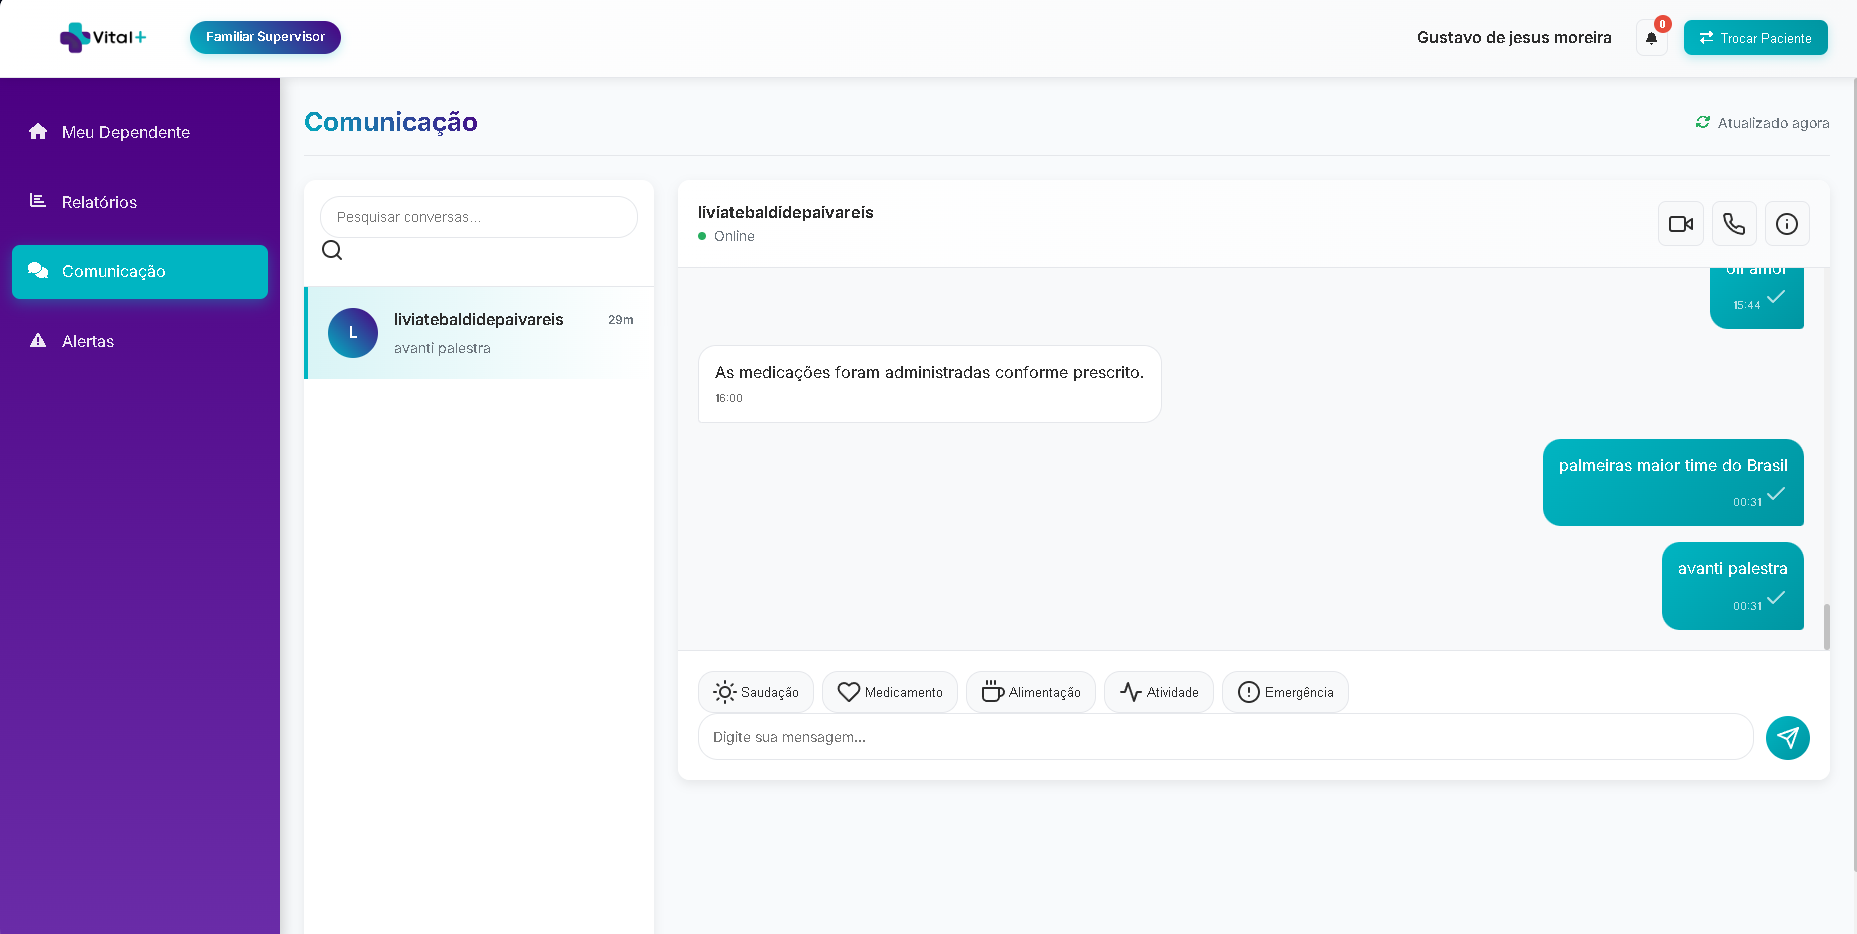 Vital+
Familiar Supervisor
Gustavo de jesus moreira
0
Trocar Paciente
Meu Dependente
Relatórios
Comunicação
Alertas
Comunicação
Atualizado agora
Pesquisar conversas...
L
liviatebaldidepaivareis
29m
avanti palestra
liviatebaldidepaivareis
Online
oii amor
15:44
As medicações foram administradas conforme prescrito.
16:00
palmeiras maior time do Brasil
00:31
avanti palestra
00:31
Saudação
Medicamento
Alimentação
Atividade
Emergência
Digite sua mensagem...